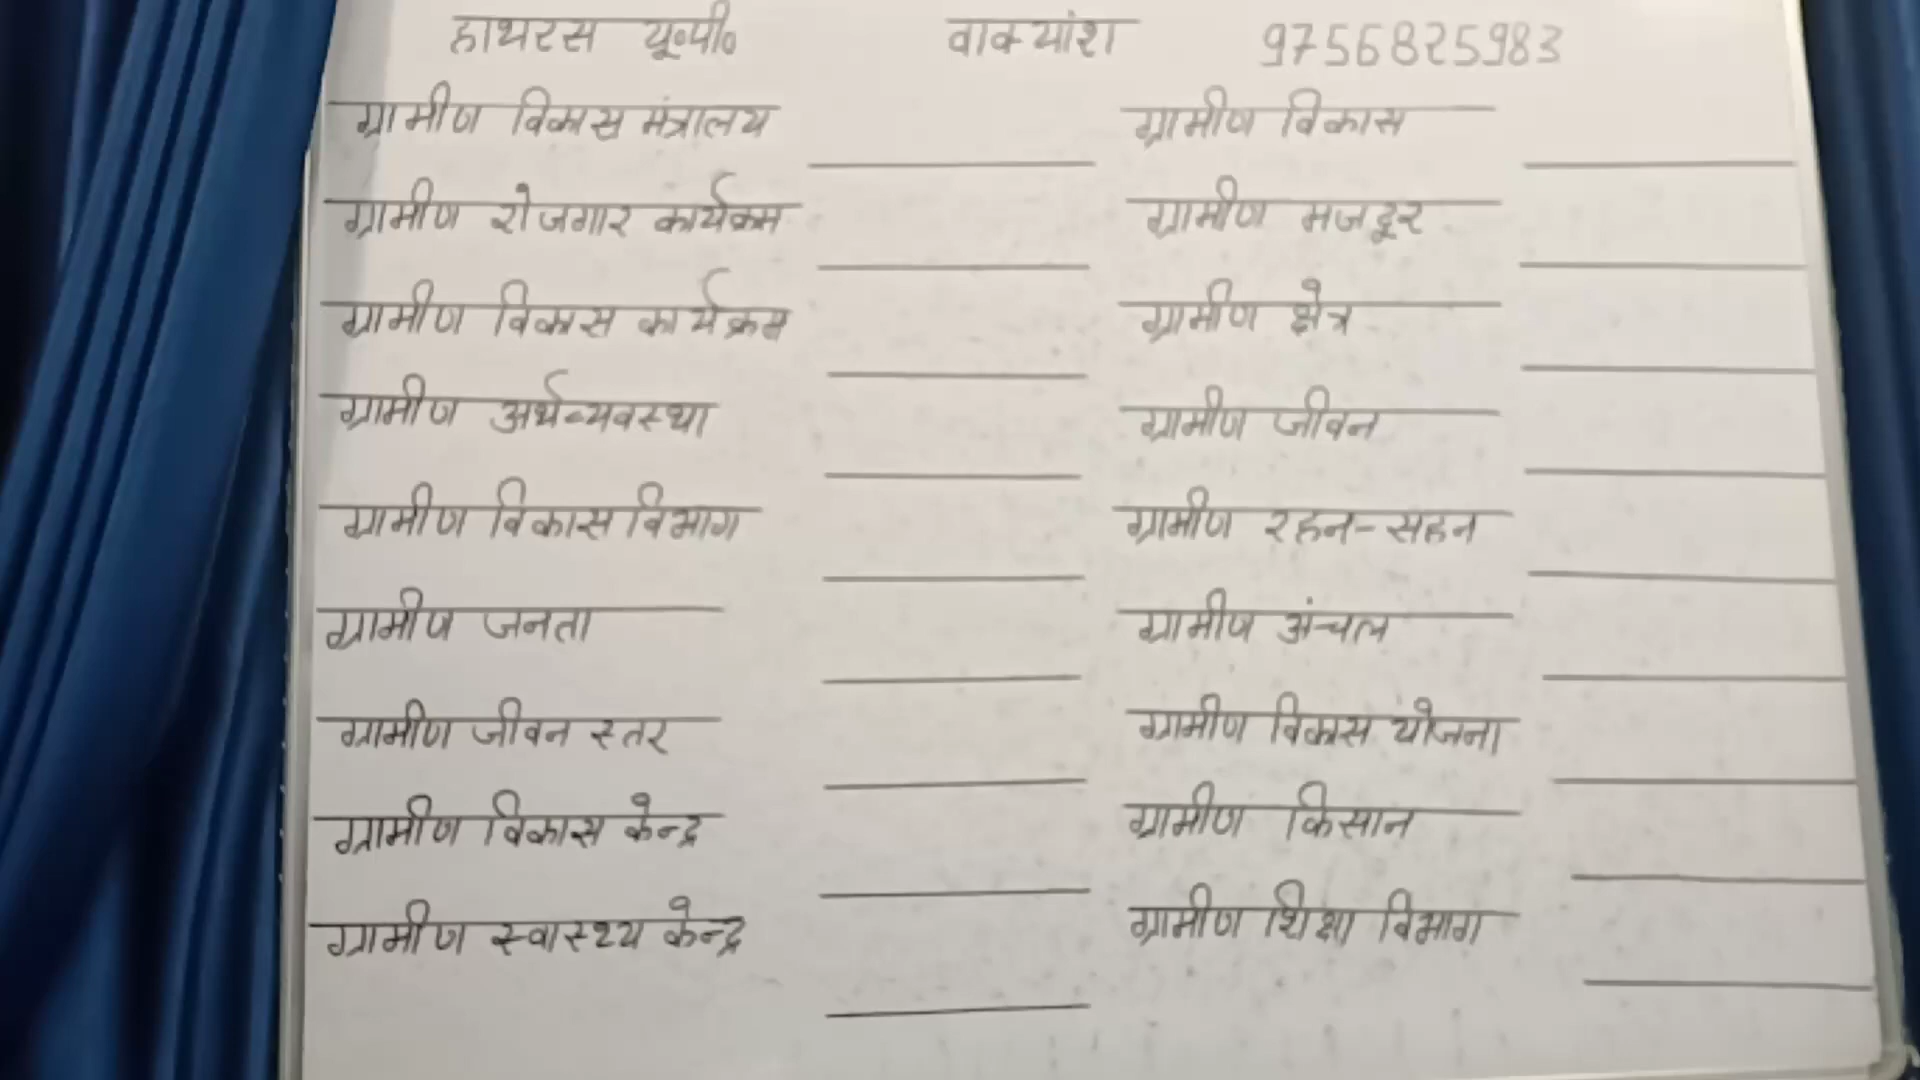 हाथरस यू०पी० वाक्यांश 9756825983
ग्रामीण विकास मंत्रालय ग्रामीण विकास
ग्रामीण रोजगार कार्यक्रम ग्रामीण मजदूर
ग्रामीण विकास कार्यक्रम ग्रामीण क्षेत्र
ग्रामीण अर्थव्यवस्था ग्रामीण जीवन
ग्रामीण विकास विभाग ग्रामीण रहन-सहन
ग्रामीण जनता ग्रामीण अंचल
ग्रामीण जीवन स्तर ग्रामीण विकास योजना
ग्रामीण विकास केन्द्र ग्रामीण किसान
ग्रामीण स्वास्थ्य केन्द्र ग्रामीण शिक्षा विभाग